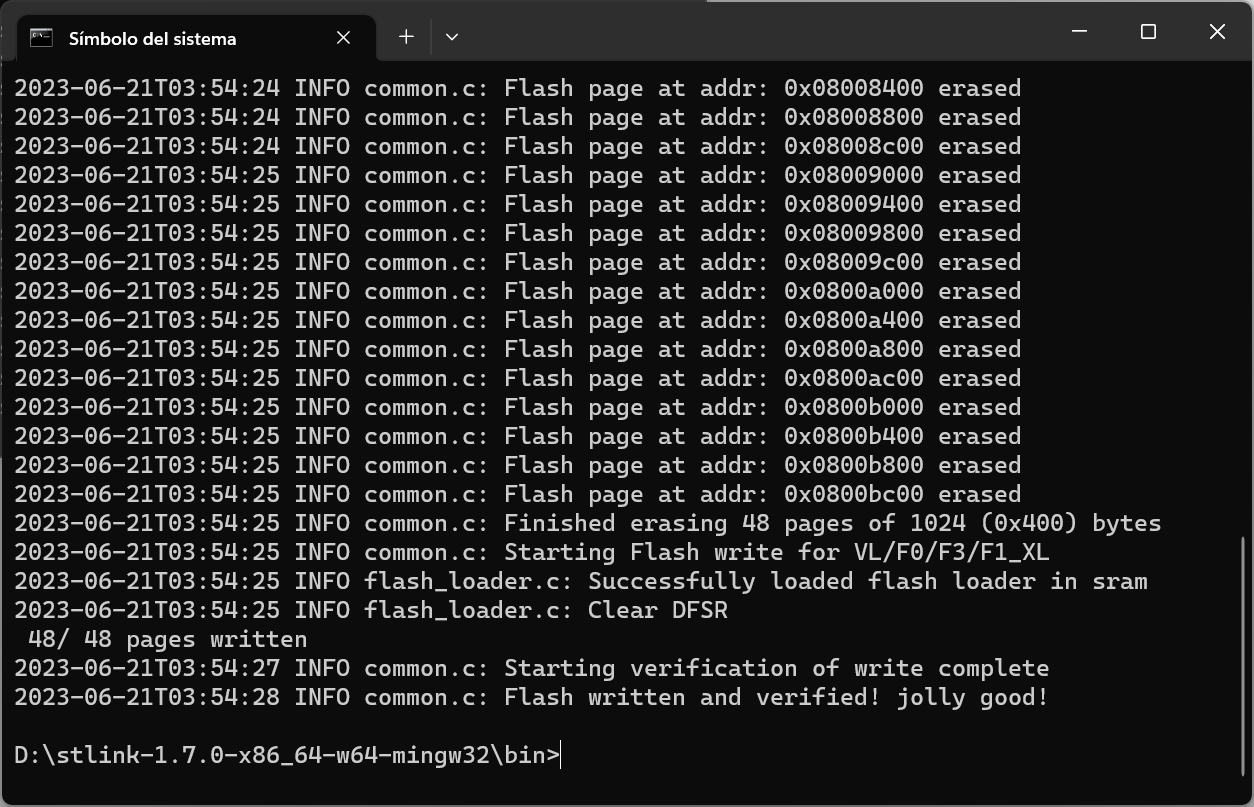 Símbolo del sistema
2023-06-21T03:54:24 INFO common.c: Flash page at addr: 0x08008400 erased
2023-06-21T03:54:24 INFO common.c: Flash page at addr: 0x08008800 erased
2023-06-21T03:54:24 INFO common.c: Flash page at addr: 0x08008c00 erased
2023-06-21T03:54:25 INFO common.c: Flash page at addr: 0x08009000 erased
2023-06-21T03:54:25 INFO common.c: Flash page at addr: 0x08009400 erased
2023-06-21T03:54:25 INFO common.c: Flash page at addr: 0x08009800 erased
2023-06-21T03:54:25 INFO common.c: Flash page at addr: 0x08009c00 erased
2023-06-21T03:54:25 INFO common.c: Flash page at addr: 0x0800a000 erased
2023-06-21T03:54:25 INFO common.c: Flash page at addr: 0x0800a400 erased
2023-06-21T03:54:25 INFO common.c: Flash page at addr: 0x0800a800 erased
2023-06-21T03:54:25 INFO common.c: Flash page at addr: 0x0800ac00 erased
2023-06-21T03:54:25 INFO common.c: Flash page at addr: 0x0800b000 erased
2023-06-21T03:54:25 INFO common.c: Flash page at addr: 0x0800b400 erased
2023-06-21T03:54:25 INFO common.c: Flash page at addr: 0x0800b800 erased
2023-06-21T03:54:25 INFO common.c: Flash page at addr: 0x0800bc00 erased
2023-06-21T03:54:25 INFO common.c: Finished erasing 48 pages of 1024 (0x400) bytes
2023-06-21T03:54:25 INFO common.c: Starting Flash write for VL/F0/F3/F1_XL
2023-06-21T03:54:25 INFO flash_loader.c: Successfully loaded flash loader in sram
2023-06-21T03:54:25 INFO flash_loader.c: Clear DFSR
 48/ 48 pages written
2023-06-21T03:54:27 INFO common.c: Starting verification of write complete
2023-06-21T03:54:28 INFO common.c: Flash written and verified! jolly good!
D:\stlink-1.7.0-x86_64-w64-mingw32\bin>